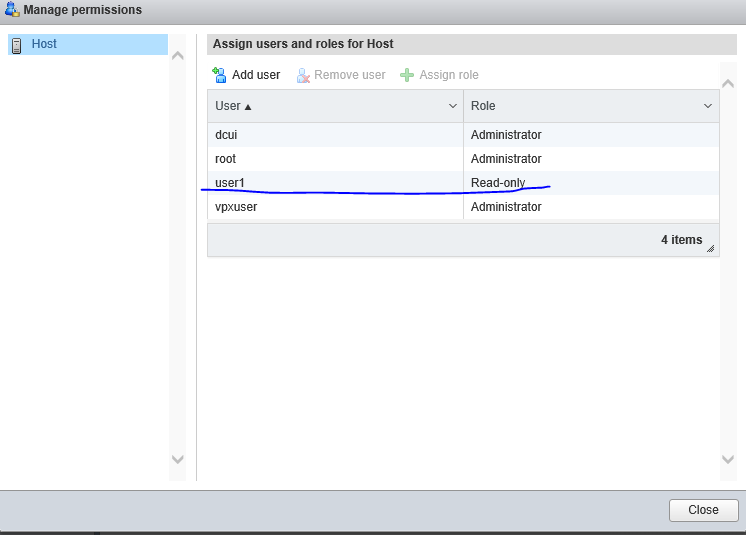 Manage permissions
Host
Assign users and roles for Host
Add user Remove user Assign role
User Role
dcui Administrator
root Administrator
user1 Read-only
vpxuser Administrator
4 items
Close